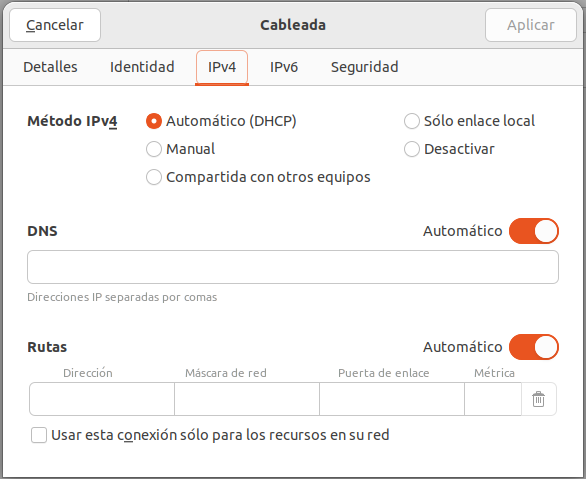 Cancelar Cableada Aplicar
Detalles Identidad IPv4 IPv6 Seguridad
Método IPv4 Automático (DHCP) Sólo enlace local
Manual Desactivar
Compartida con otros equipos
DNS Automático
Direcciones IP separadas por comas
Rutas Automático
Dirección Máscara de red Puerta de enlace Métrica
Usar esta conexión sólo para los recursos en su red